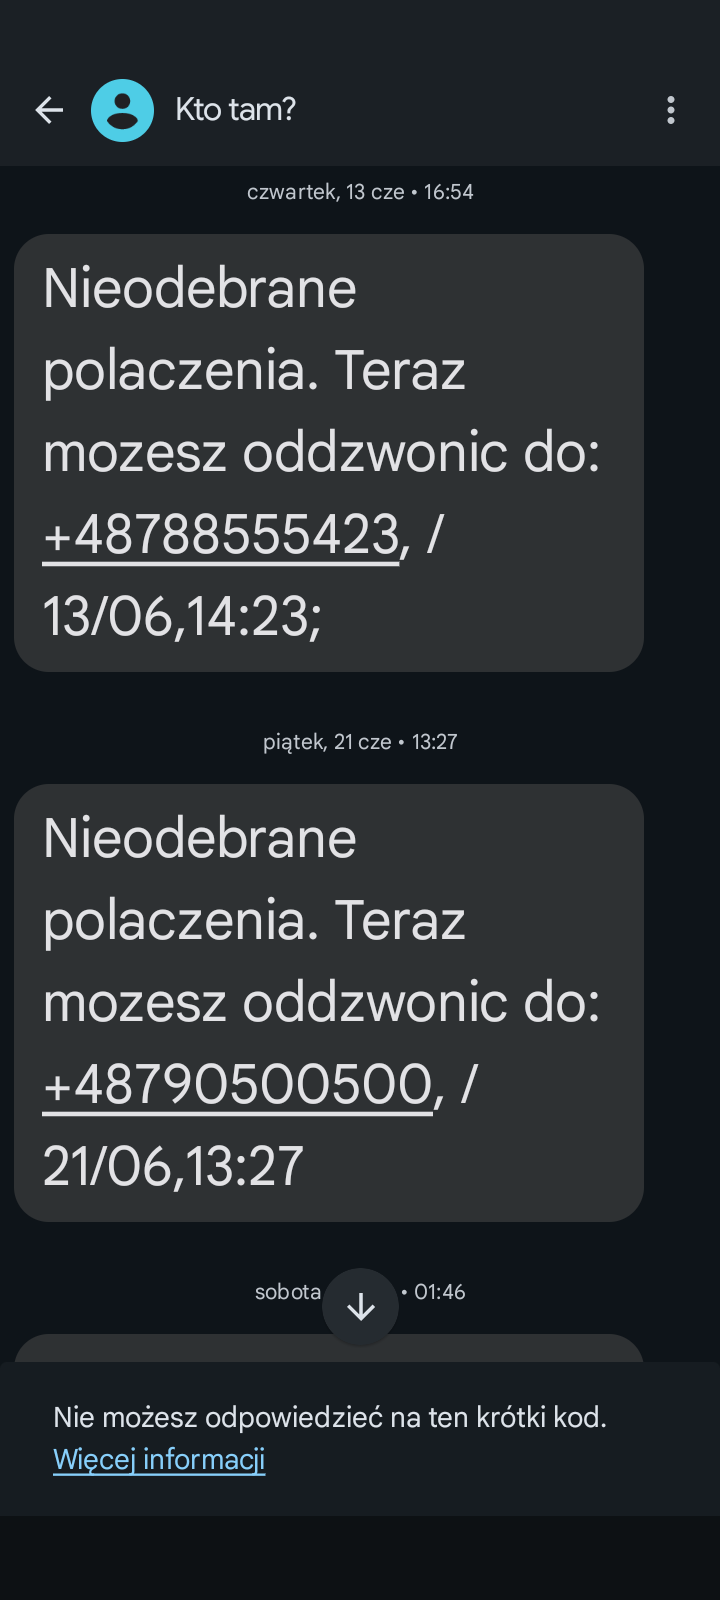 Kto tam?
czwartek, 13 cze • 16:54
Nieodebrane
polaczenia. Teraz
mozesz oddzwonic do:
+48788555423, /
13/06,14:23;
piątek, 21 cze • 13:27
Nieodebrane
polaczenia. Teraz
mozesz oddzwonic do:
+48790500500, /
21/06,13:27
sobota • 01:46
Nie możesz odpowiedzieć na ten krótki kod.
Więcej informacji